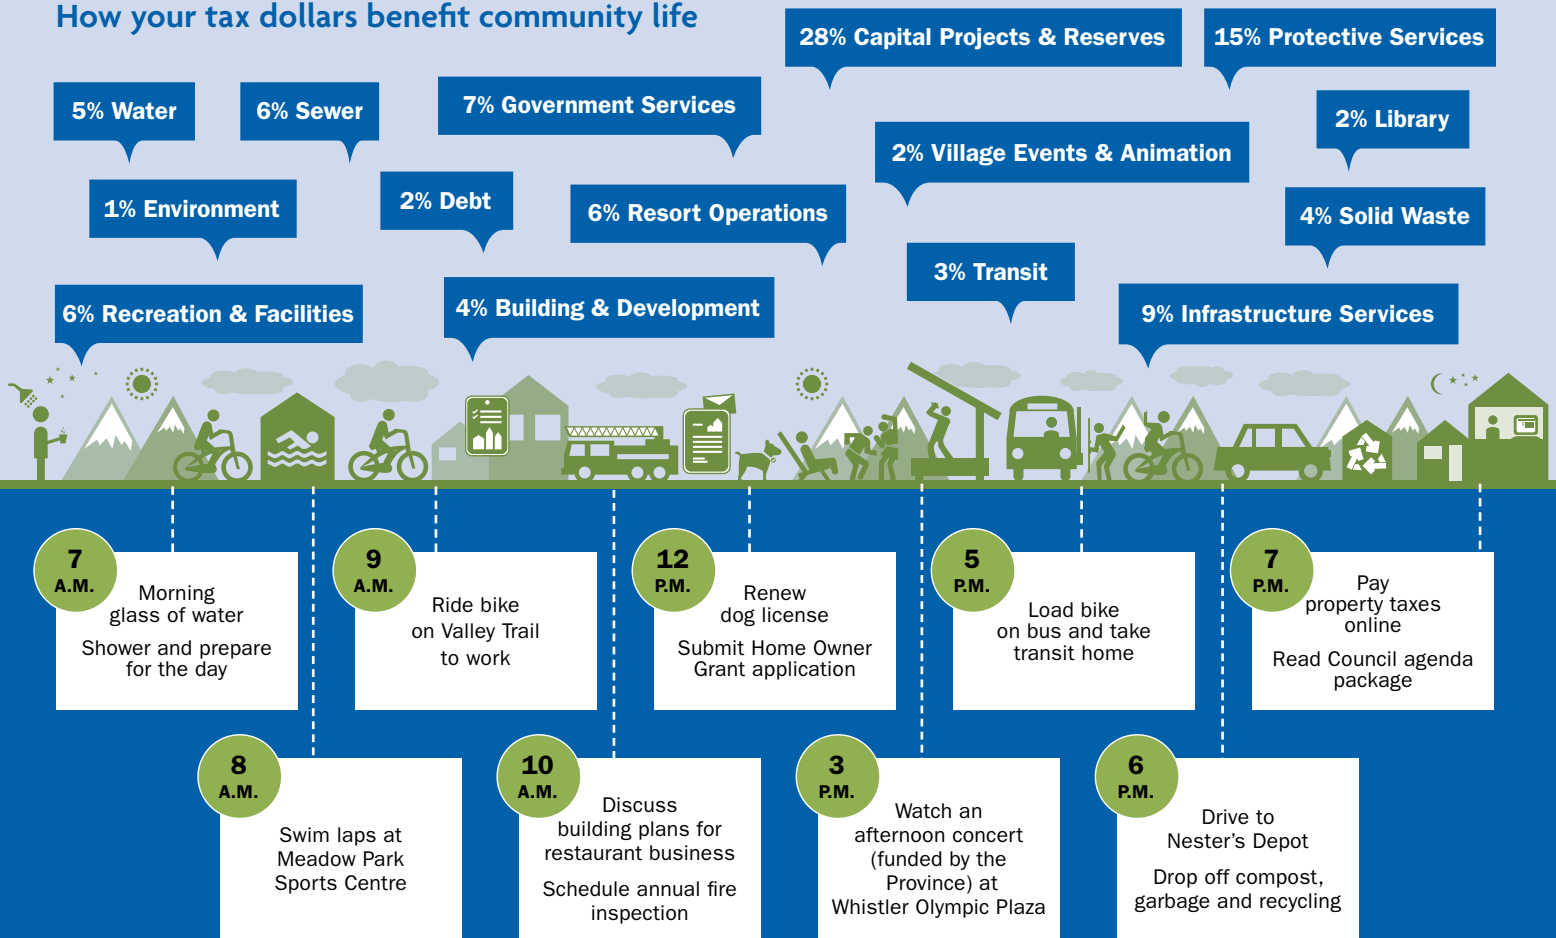 How your tax dollars benefit community life
28% Capital Projects & Reserves
15% Protective Services
5% Water
6% Sewer
7% Government Services
2% Library
2% Village Events & Animation
1% Environment
2% Debt
6% Resort Operations
4% Solid Waste
3% Transit
6% Recreation & Facilities
4% Building & Development
9% Infrastructure Services
7
A.M.
Morning
glass of water
Shower and prepare
for the day
9
A.M.
Ride bike
on Valley Trail
to work
12
P.M.
Renew
dog license
Submit Home Owner
Grant application
5
P.M.
Load bike
on bus and take
transit home
7
P.M.
Pay
property taxes
online
Read Council agenda
package
8
A.M.
Swim laps at
Meadow Park
Sports Centre
10
A.M.
Discuss
building plans for
restaurant business
Schedule annual fire
inspection
3
P.M.
Watch an
afternoon concert
(funded by the
Province) at
Whistler Olympic Plaza
6
P.M.
Drive to
Nester’s Depot
Drop off compost,
garbage and recycling